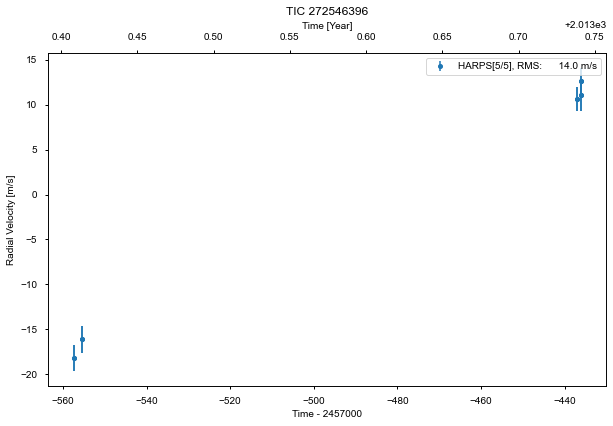 TIC 272546396
Time [Year]
+2.013e3
0.40 0.45 0.50 0.55 0.60 0.65 0.70 0.75
HARPS[5/5], RMS: 14.0 m/s
15
10
5
0
−5
−10
−15
−20
Radial Velocity [m/s]
−560 −540 −520 −500 −480 −460 −440
Time - 2457000